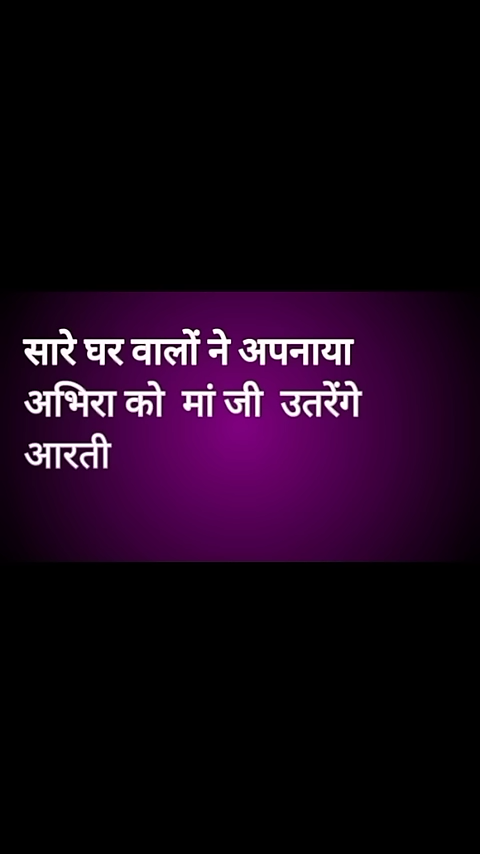 सारे घर वालों ने अपनाया
अभिरा को मां जी उतरेंगे
आरती